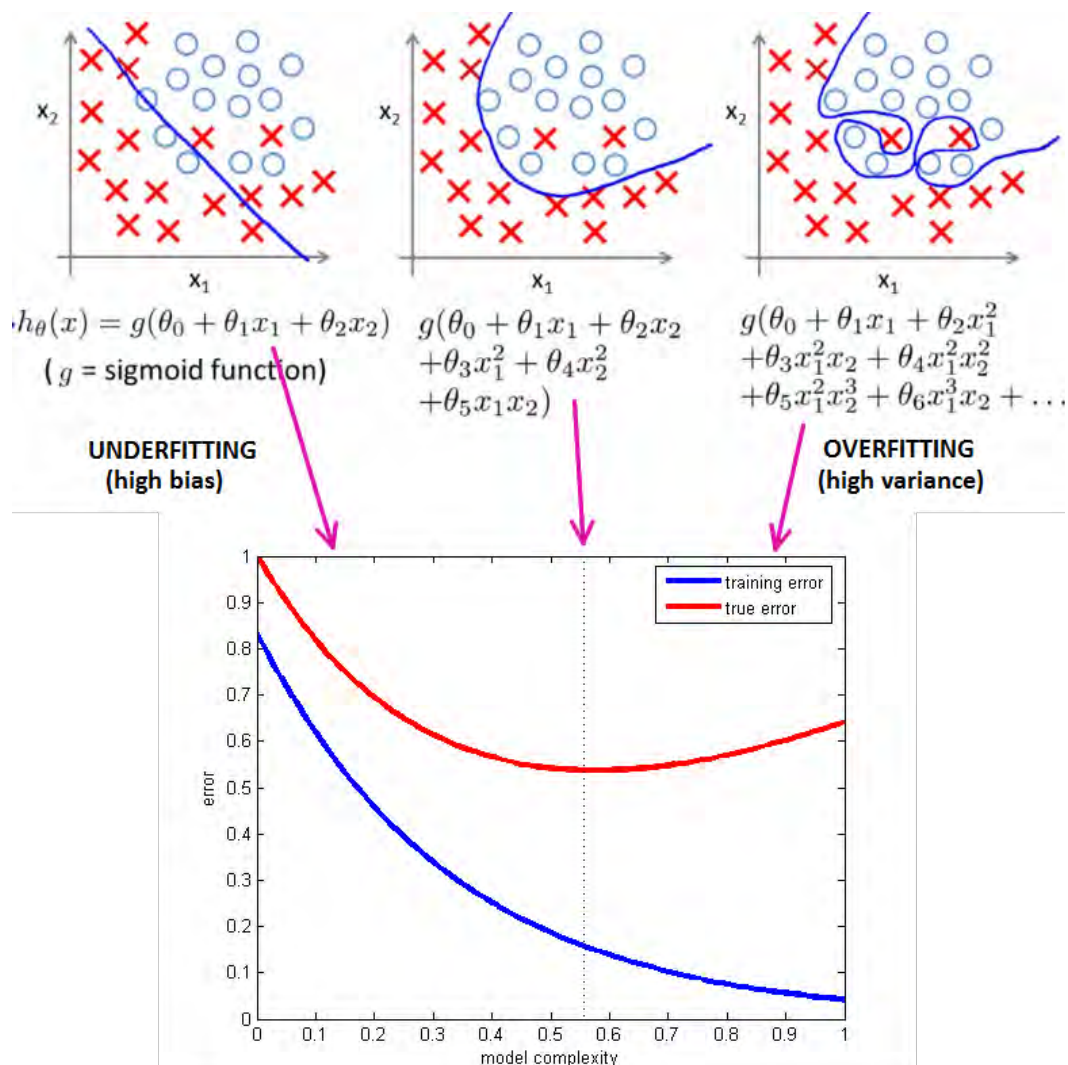 x₂
x₁
x₂
x₁
x₂
x₁
h_θ(x) = g(θ₀ + θ₁x₁ + θ₂x₂)
( g = sigmoid function)
g(θ₀ + θ₁x₁ + θ₂x₂
+θ₃x₁² + θ₄x₂²
+θ₅x₁x₂)
g(θ₀ + θ₁x₁ + θ₂x₁²
+θ₃x₁²x₂ + θ₄x₁²x₂²
+θ₅x₁²x₂³ + θ₆x₁³x₂ + …
UNDERFITTING
(high bias)
OVERFITTING
(high variance)
training error
true error
1
0.9
0.8
0.7
0.6
0.5
0.4
0.3
0.2
0.1
0
error
0 0.1 0.2 0.3 0.4 0.5 0.6 0.7 0.8 0.9 1
model complexity